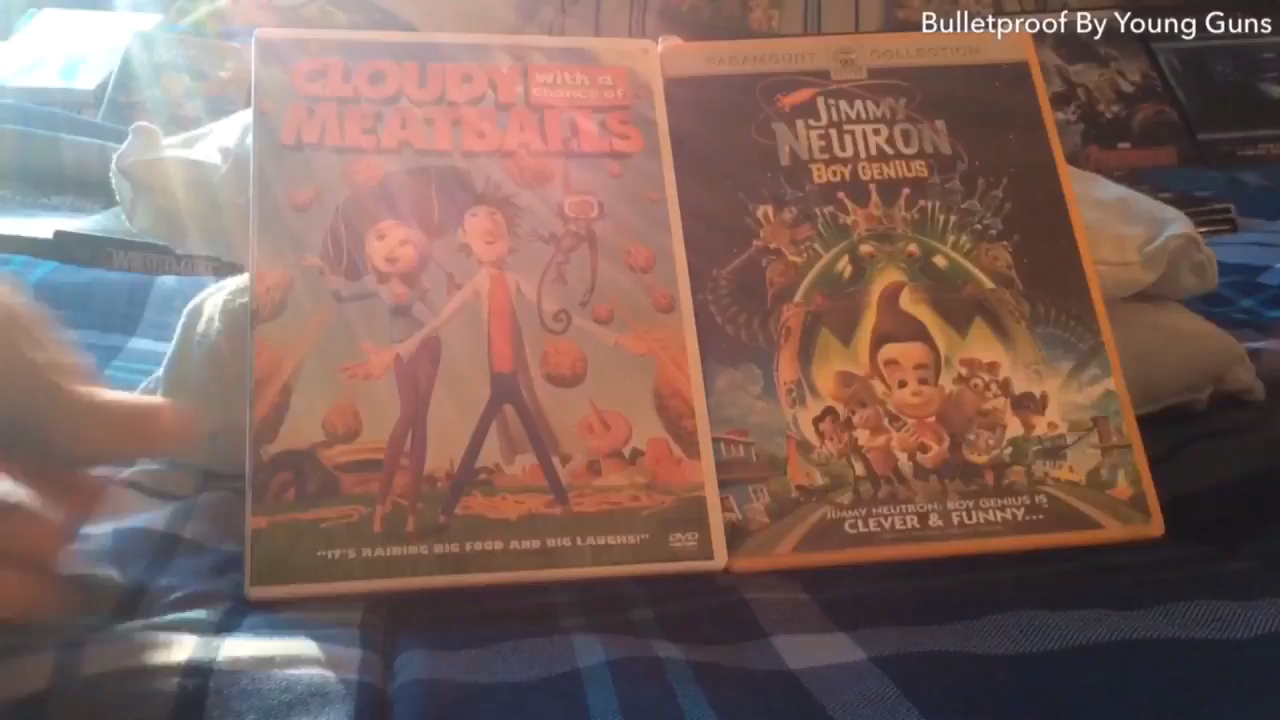 Bulletproof By Young Guns
CLOUDY with a
chance of
MEATBALLS
"IT'S RAINING BIG FOOD AND BIG LAUGHS!"
DVD
PARAMOUNT COLLECTION
JIMMY
NEUTRON
BOY GENIUS
JIMMY NEUTRON: BOY GENIUS IS
CLEVER & FUNNY..."